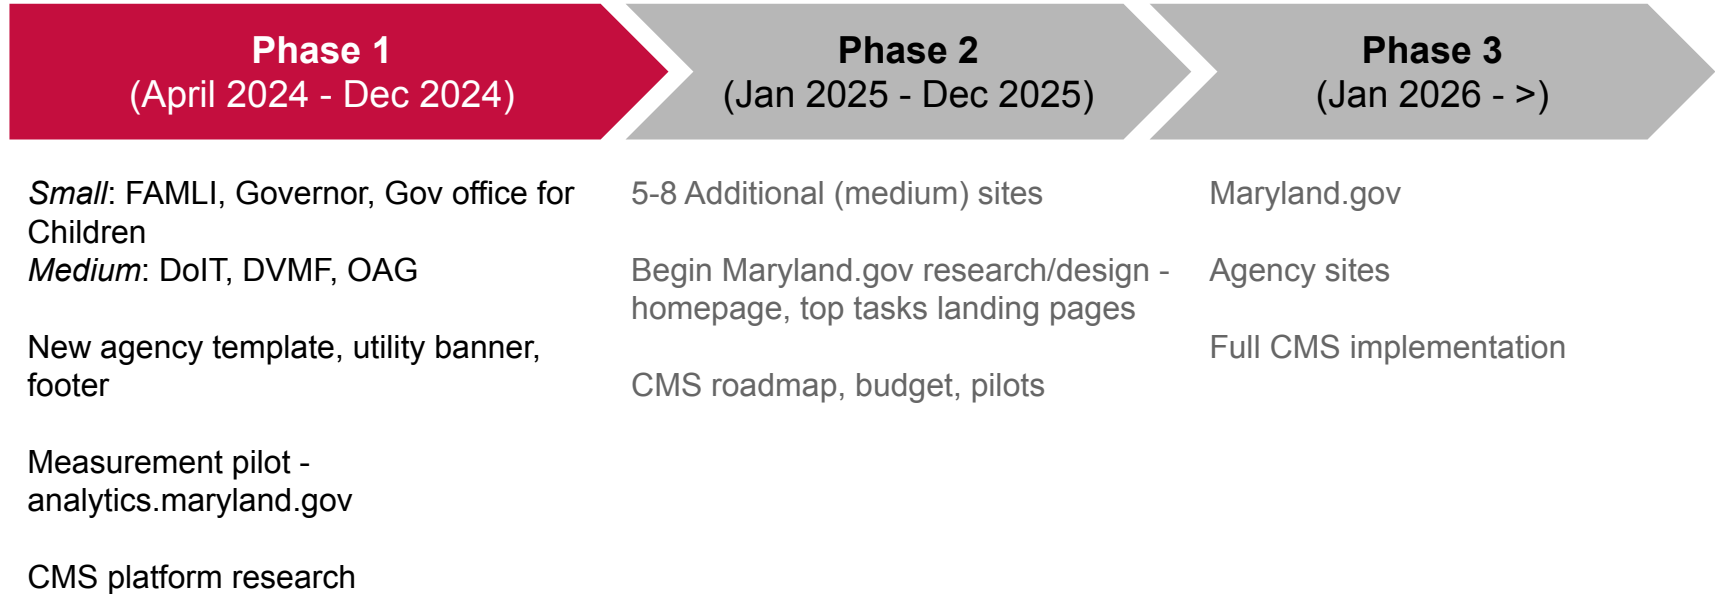 Phase 1
(April 2024 - Dec 2024)
Small: FAMLI, Governor, Gov office for
Children
Medium: DoIT, DVMF, OAG
New agency template, utility banner,
footer
Measurement pilot -
analytics.maryland.gov
CMS platform research
Phase 2
(Jan 2025 - Dec 2025)
5-8 Additional (medium) sites
Begin Maryland.gov research/design -
homepage, top tasks landing pages
CMS roadmap, budget, pilots
Phase 3
(Jan 2026 - >)
Maryland.gov
Agency sites
Full CMS implementation